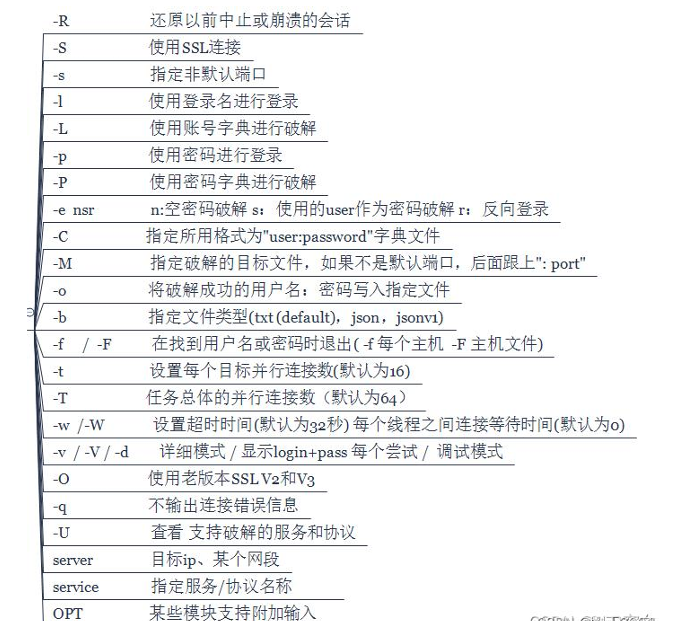 -R 还原以前中止或崩溃的会话
-S 使用SSL连接
-s 指定非默认端口
-l 使用登录名进行登录
-L 使用账号字典进行破解
-p 使用密码进行登录
-P 使用密码字典进行破解
-e nsr n:空密码破解 s：使用的user作为密码破解 r：反向登录
-C 指定所用格式为"user:password"字典文件
-M 指定破解的目标文件，如果不是默认端口，后面跟上": port"
-o 将破解成功的用户名：密码写入指定文件
-b 指定文件类型(txt (default)，json，jsonv1)
-f / -F 在找到用户名或密码时退出( -f 每个主机 -F 主机文件)
-t 设置每个目标并行连接数(默认为16)
-T 任务总体的并行连接数（默认为64）
-w /-W 设置超时时间(默认为32秒) 每个线程之间连接等待时间(默认为0)
-v / -V / -d 详细模式 / 显示login+pass 每个尝试 / 调试模式
-O 使用老版本SSL V2和V3
-q 不输出连接错误信息
-U 查看 支持破解的服务和协议
server 目标ip、某个网段
service 指定服务/协议名称
OPT 某些模块支持附加输入